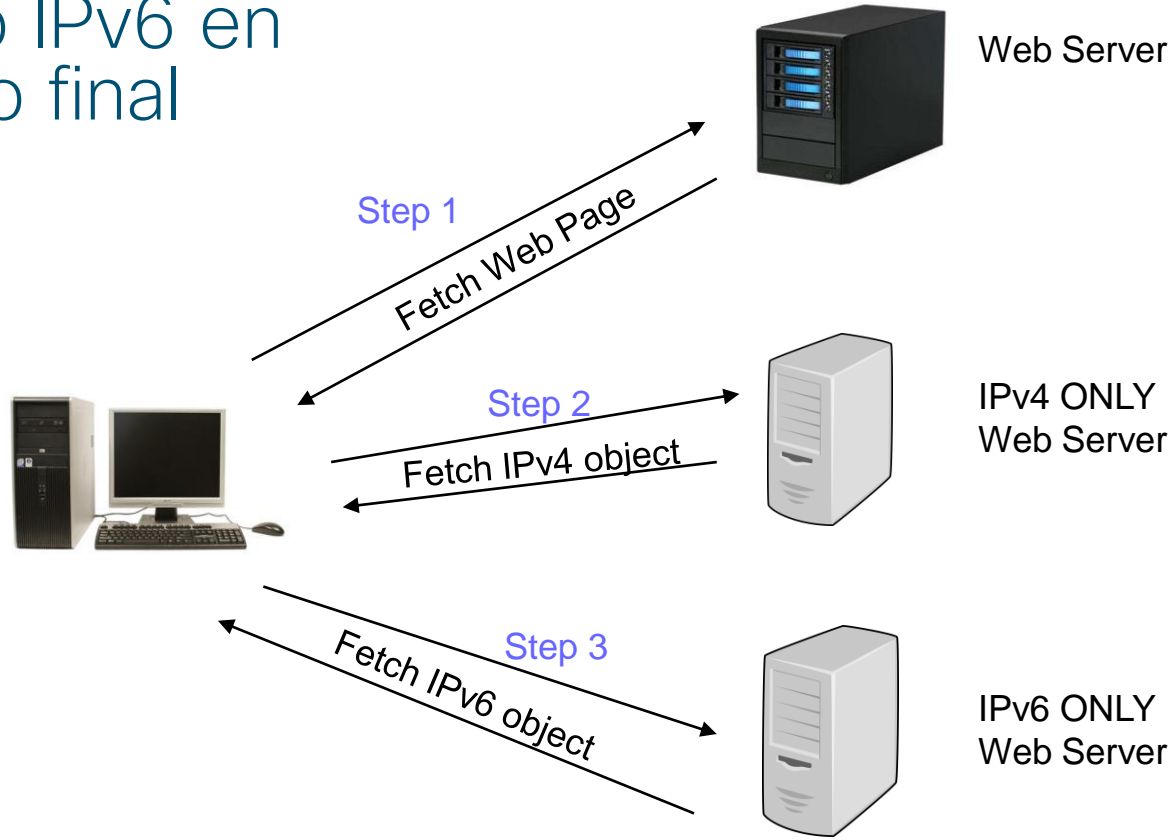 IPv6 en
final
Web Server
Step 1
Fetch Web Page
Step 2
Fetch IPv4 object
IPv4 ONLY
Web Server
Step 3
Fetch IPv6 object
IPv6 ONLY
Web Server